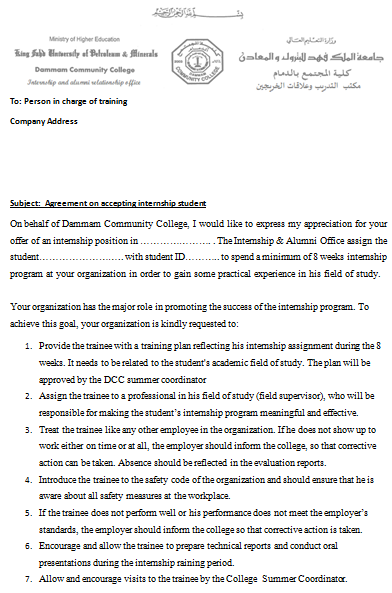 بسم الله الرحمن الرحيم
Ministry of Higher Education
وزارة التعليم العالي
King Fahd University of Petroleum & Minerals
جامعة الملك فهد للبترول و المعادن
Dammam Community College
كلية المجتمع بالدمام
Internship and alumni relationship office
مكتب التدريب وعلاقات الخريجين
To: Person in charge of training
Company Address
Subject: Agreement on accepting internship student
On behalf of Dammam Community College, I would like to express my appreciation for your
offer of an internship position in ………………… . The Internship & Alumni Office assign the
student…………………….. with student ID……….. to spend a minimum of 8 weeks internship
program at your organization in order to gain some practical experience in his field of study.
Your organization has the major role in promoting the success of the internship program. To
achieve this goal, your organization is kindly requested to:
1. Provide the trainee with a training plan reflecting his internship assignment during the 8
weeks. It needs to be related to the student's academic field of study. The plan will be
approved by the DCC summer coordinator
2. Assign the trainee to a professional in his field of study (field supervisor), who will be
responsible for making the student’s internship program meaningful and effective.
3. Treat the trainee like any other employee in the organization. If he does not show up to
work either on time or at all, the employer should inform the college, so that corrective
action can be taken. Absence should be reflected in the evaluation reports.
4. Introduce the trainee to the safety code of the organization and should ensure that he is
aware about all safety measures at the workplace.
5. If the trainee does not perform well or his performance does not meet the employer’s
standards, the employer should inform the college so that corrective action is taken.
6. Encourage and allow the trainee to prepare technical reports and conduct oral
presentations during the internship raining period.
7. Allow and encourage visits to the trainee by the College Summer Coordinator.